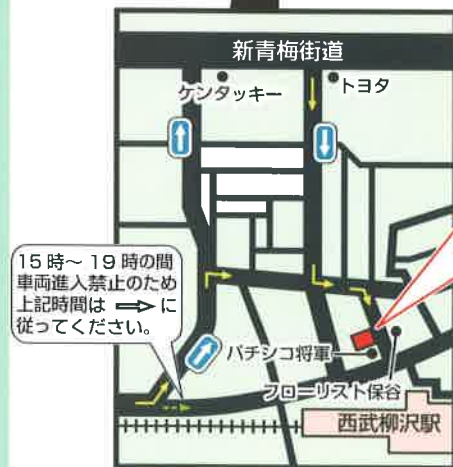 新青梅街道
ケンタッキー
トヨタ
15時～19時の間
車両進入禁止のため
上記時間は⇒に
従ってください。
パチンコ将軍
フローリスト保谷
西武柳沢駅